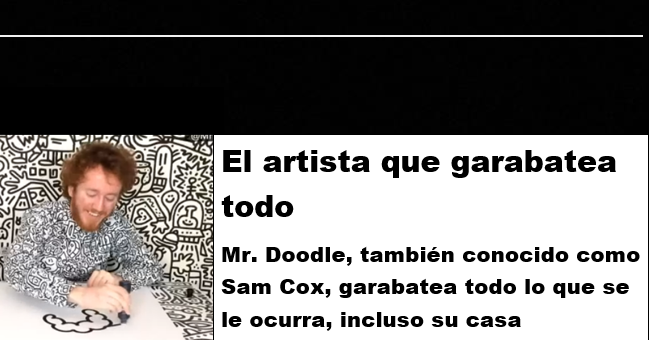 @Mr
El artista que garabatea
todo
Mr. Doodle, también conocido como
Sam Cox, garabatea todo lo que se
le ocurra, incluso su casa